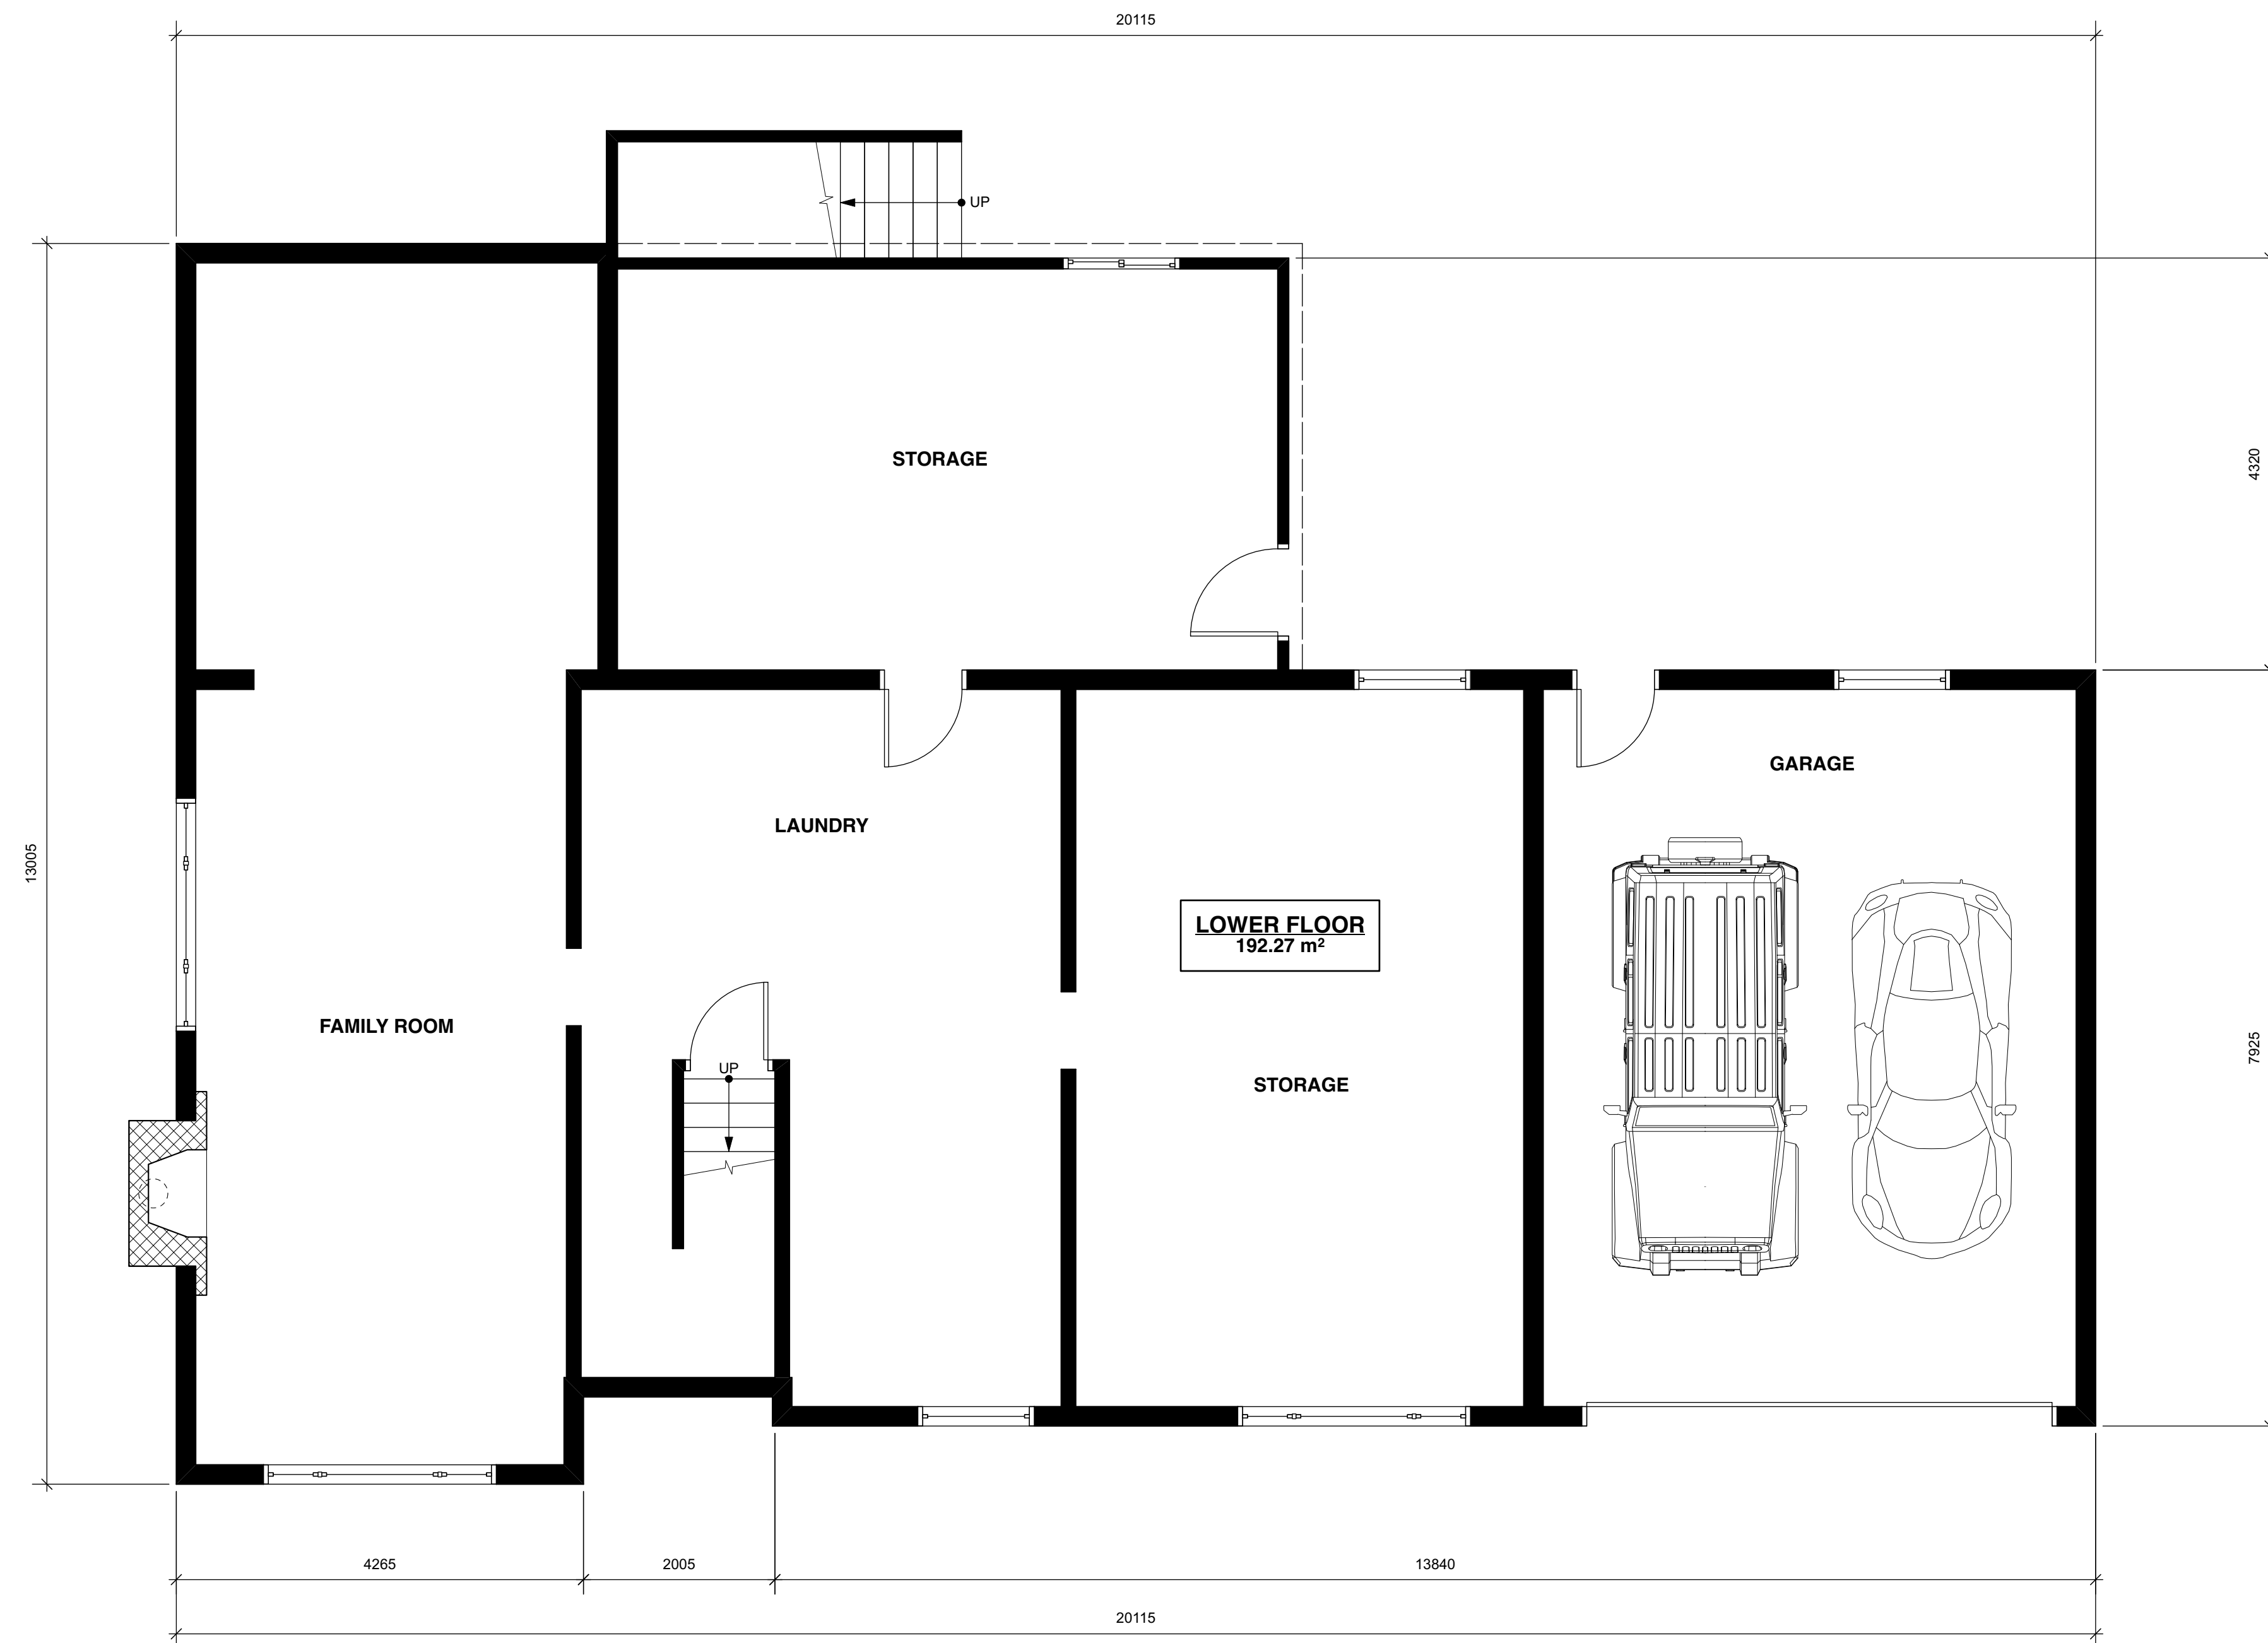 20115
UP
STORAGE
4320
GARAGE
LAUNDRY
13005
LOWER FLOOR
192.27 m²
FAMILY ROOM
7925
UP
STORAGE
4265
2005
13840
20115